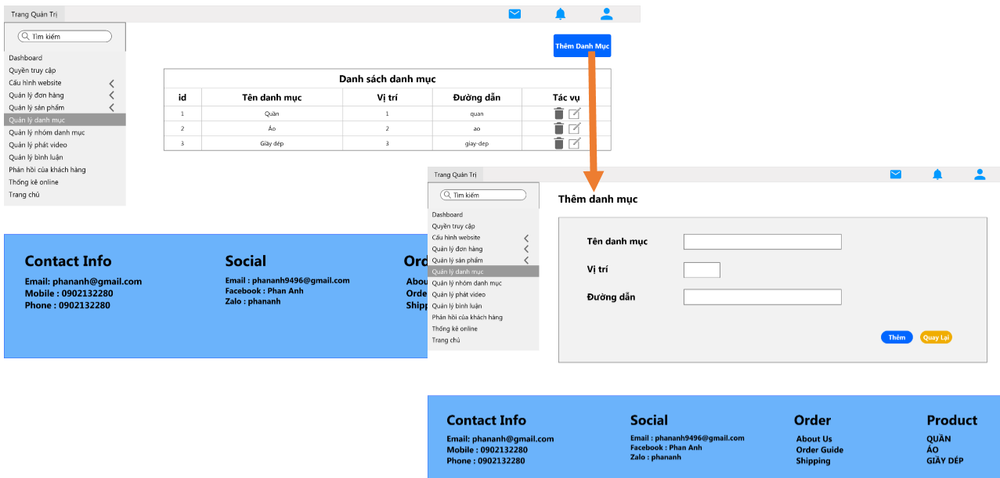 Trang Quản Trị
Tìm kiếm
Dashboard
Quyền truy cập
Cấu hình website
Quản lý đơn hàng
Quản lý sản phẩm
Quản lý danh mục
Quản lý nhóm danh mục
Quản lý phát video
Quản lý bình luận
Phản hồi của khách hàng
Thống kê online
Trang chủ
Thêm Danh Mục
Danh sách danh mục
id Tên danh mục Vị trí Đường dẫn Tác vụ
1 Quần 1 quan
2 Áo 2 ao
3 Giầy dép 3 giay-dep
Contact Info
Email: phananh@gmail.com
Mobile : 0902132280
Phone : 0902132280
Social
Email : phananh9496@gmail.com
Facebook : Phan Anh
Zalo : phananh
Ord
Abou
Orde
Shipp
Trang Quản Trị
Tìm kiếm
Dashboard
Quyền truy cập
Cấu hình website
Quản lý đơn hàng
Quản lý sản phẩm
Quản lý danh mục
Quản lý nhóm danh mục
Quản lý phát video
Quản lý bình luận
Phản hồi của khách hàng
Thống kê online
Trang chủ
Thêm danh mục
Tên danh mục
Vị trí
Đường dẫn
Thêm Quay Lại
Contact Info
Email: phananh@gmail.com
Mobile : 0902132280
Phone : 0902132280
Social
Email : phananh9496@gmail.com
Facebook : Phan Anh
Zalo : phananh
Order
About Us
Order Guide
Shipping
Product
QUẦN
ÁO
GIẦY DÉP